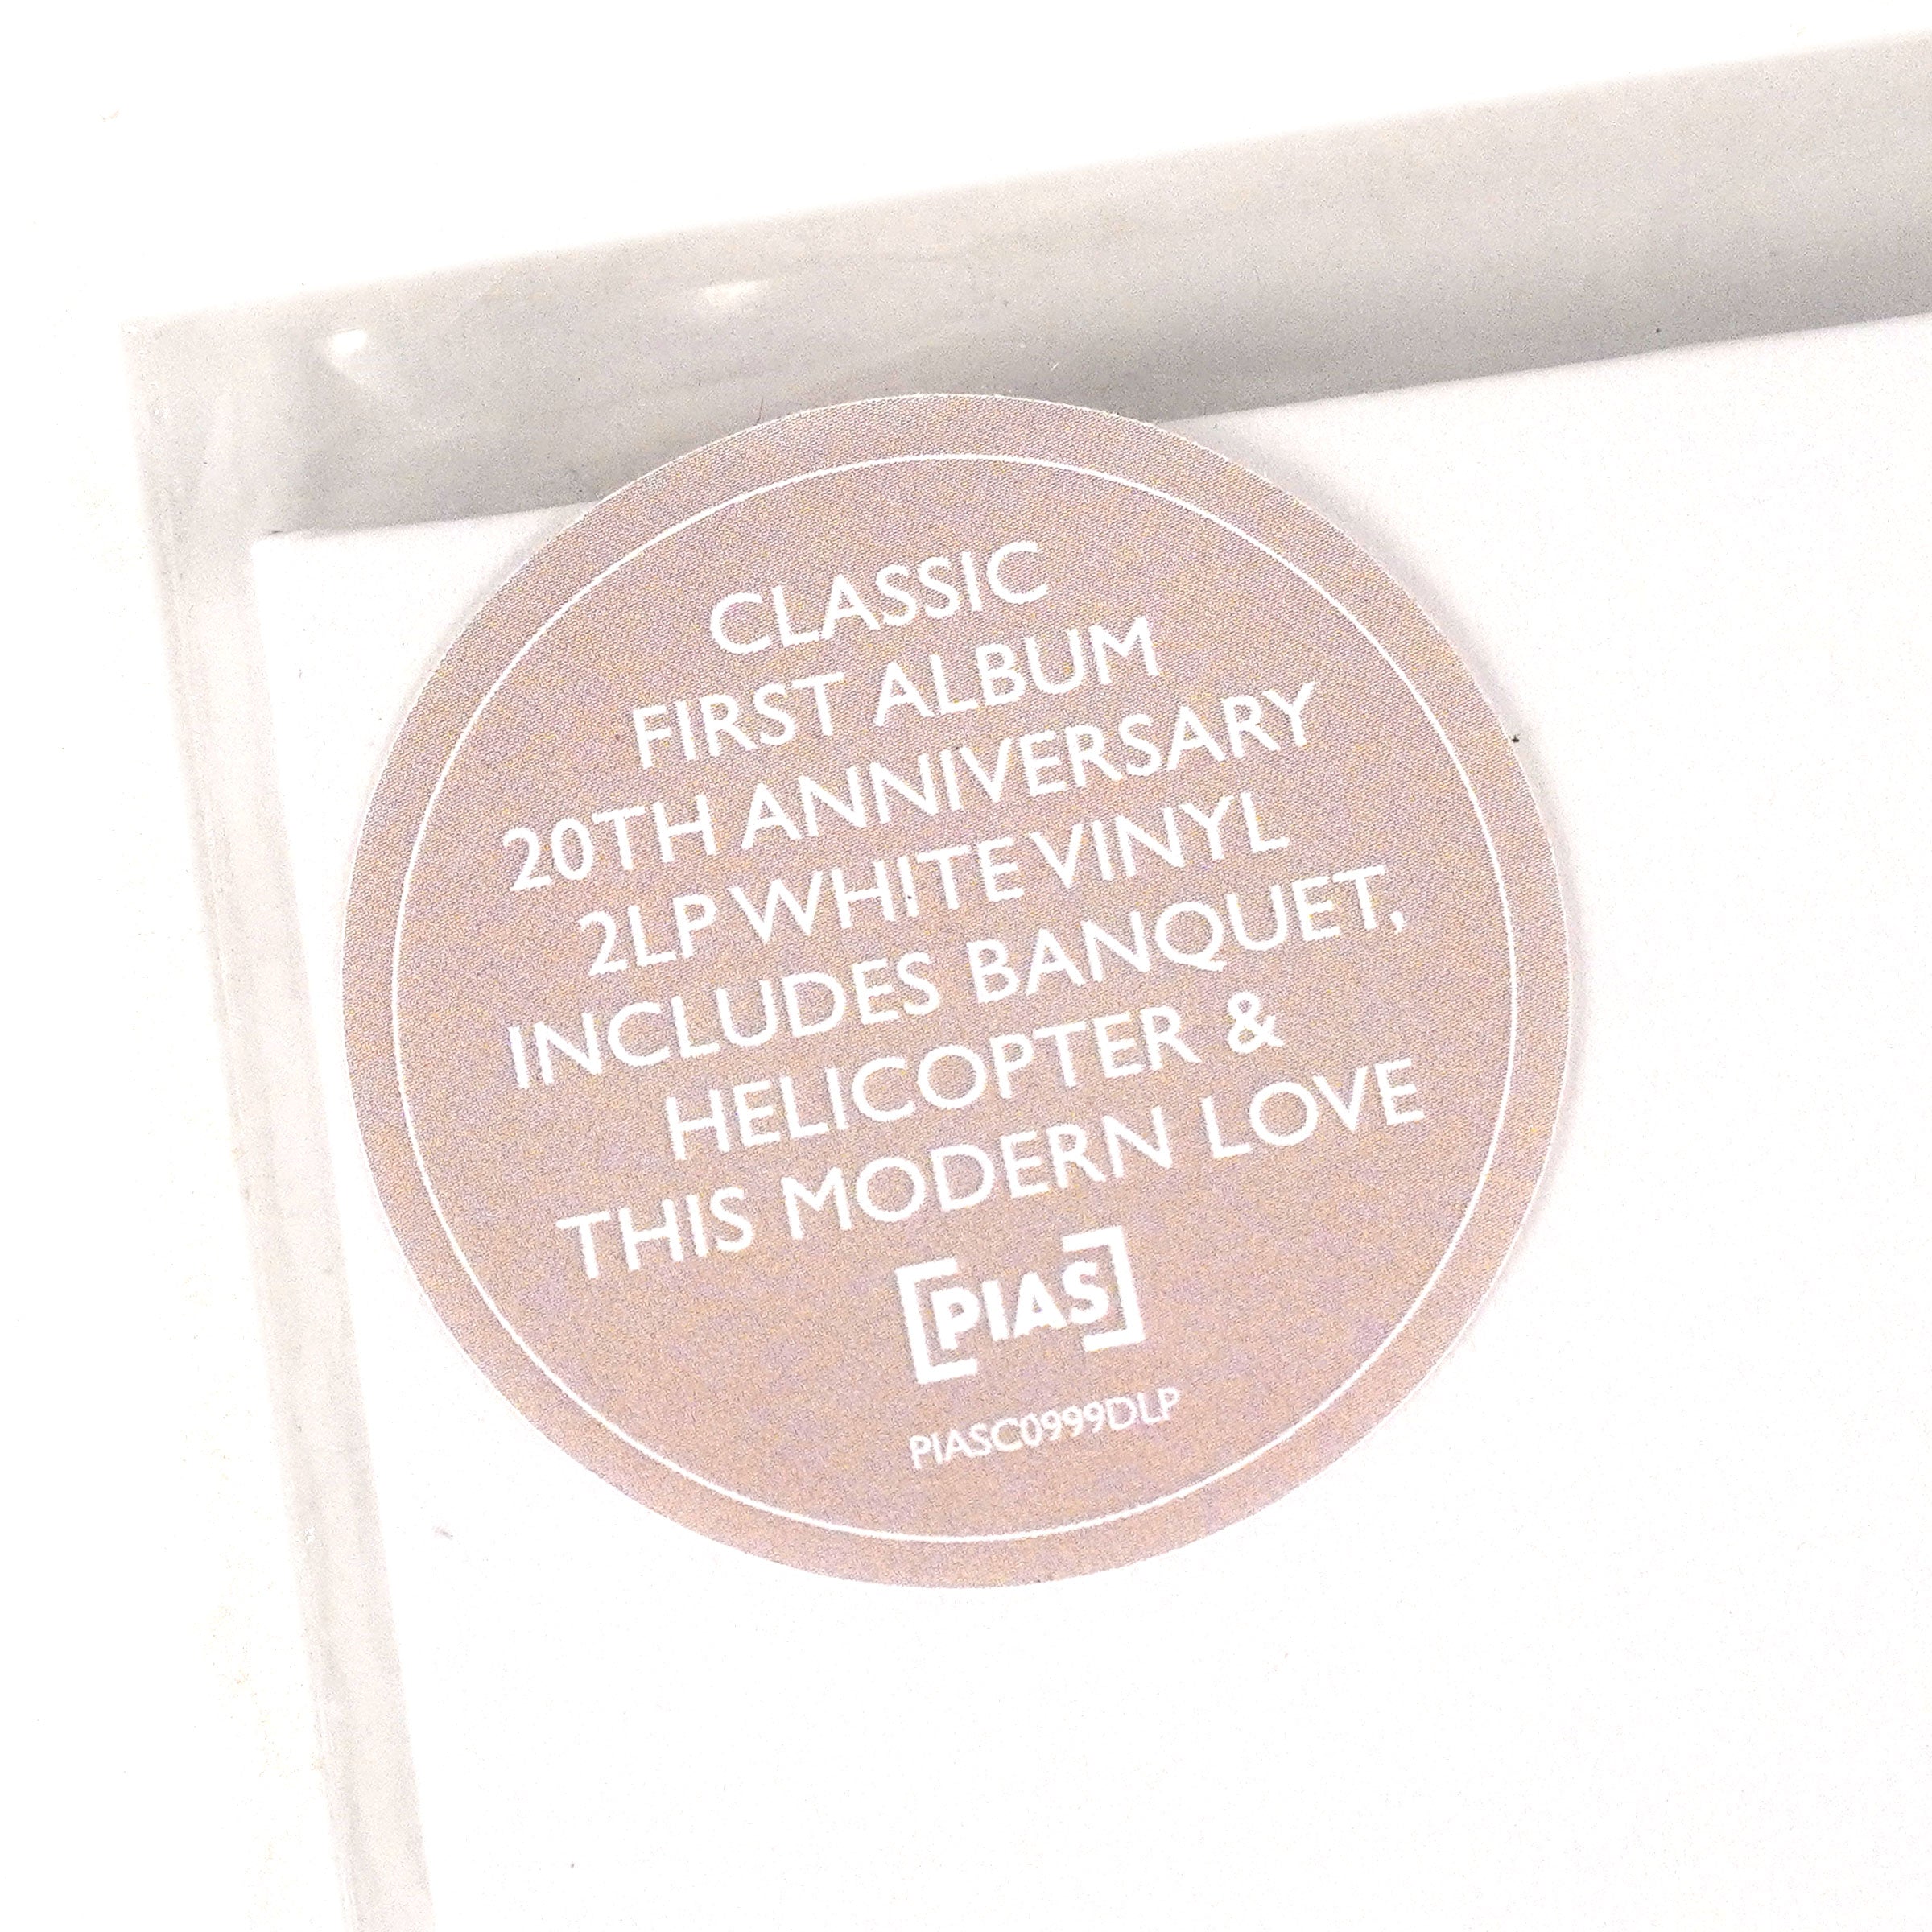 CLASSIC
FIRST ALBUM
20TH ANNIVERSARY
2LP WHITE VINYL
INCLUDES BANQUET,
HELICOPTER &
THIS MODERN LOVE
[PIAS]
PIASC0999DLP